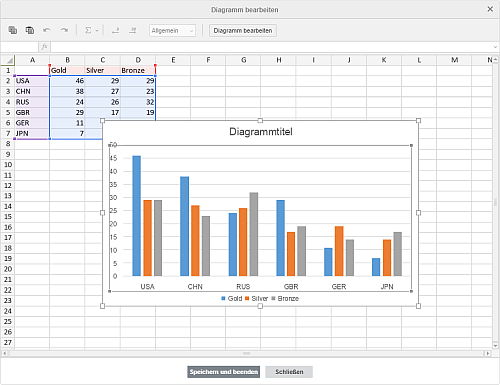 Diagramm bearbeiten
Σ Allgemein Diagramm bearbeiten
fx
A B C D E F G H I J K L M N
1 Gold Silver Bronze
2 USA 46 29 29
3 CHN 38 27 23
4 RUS 24 26 32
5 GBR 29 17 19
6 GER 11
7 JPN 7
8
9
10
11
12
13
14
15
16
17
18
19
20
21
22
23
24
25
26
27
Diagrammtitel
50
45
40
35
30
25
20
15
10
5
0
USA CHN RUS GBR GER JPN
Gold Silver Bronze
Speichern und beenden Schließen